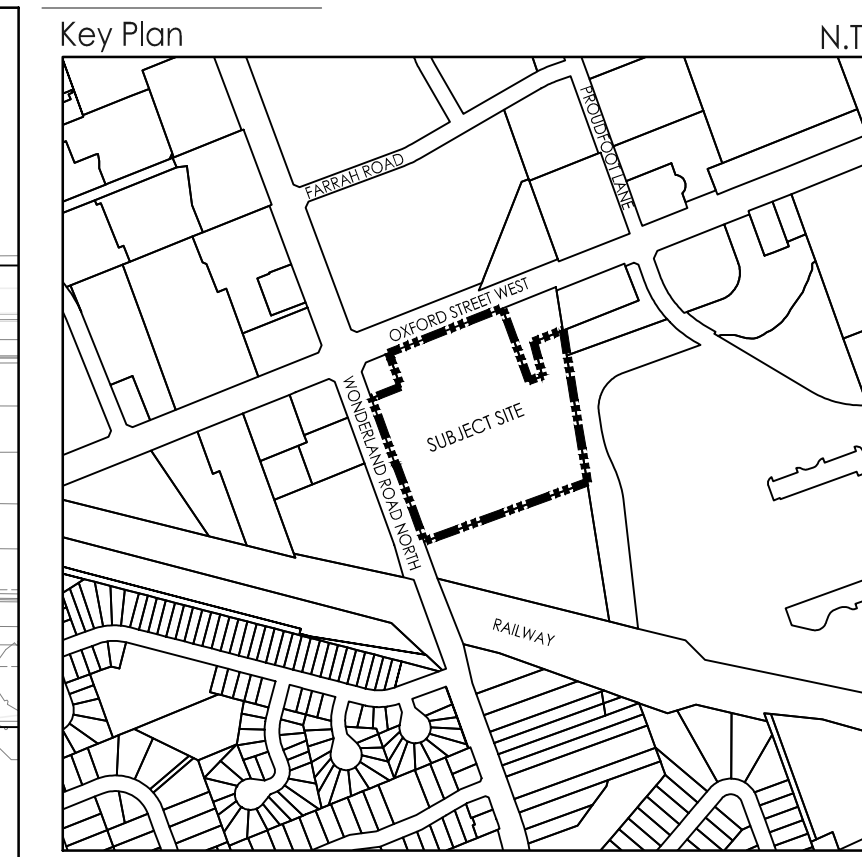 Key Plan
N.T
PROUDFOOT LANE
FARRAH ROAD
OXFORD STREET WEST
WONDERLAND ROAD NORTH
SUBJECT SITE
RAILWAY